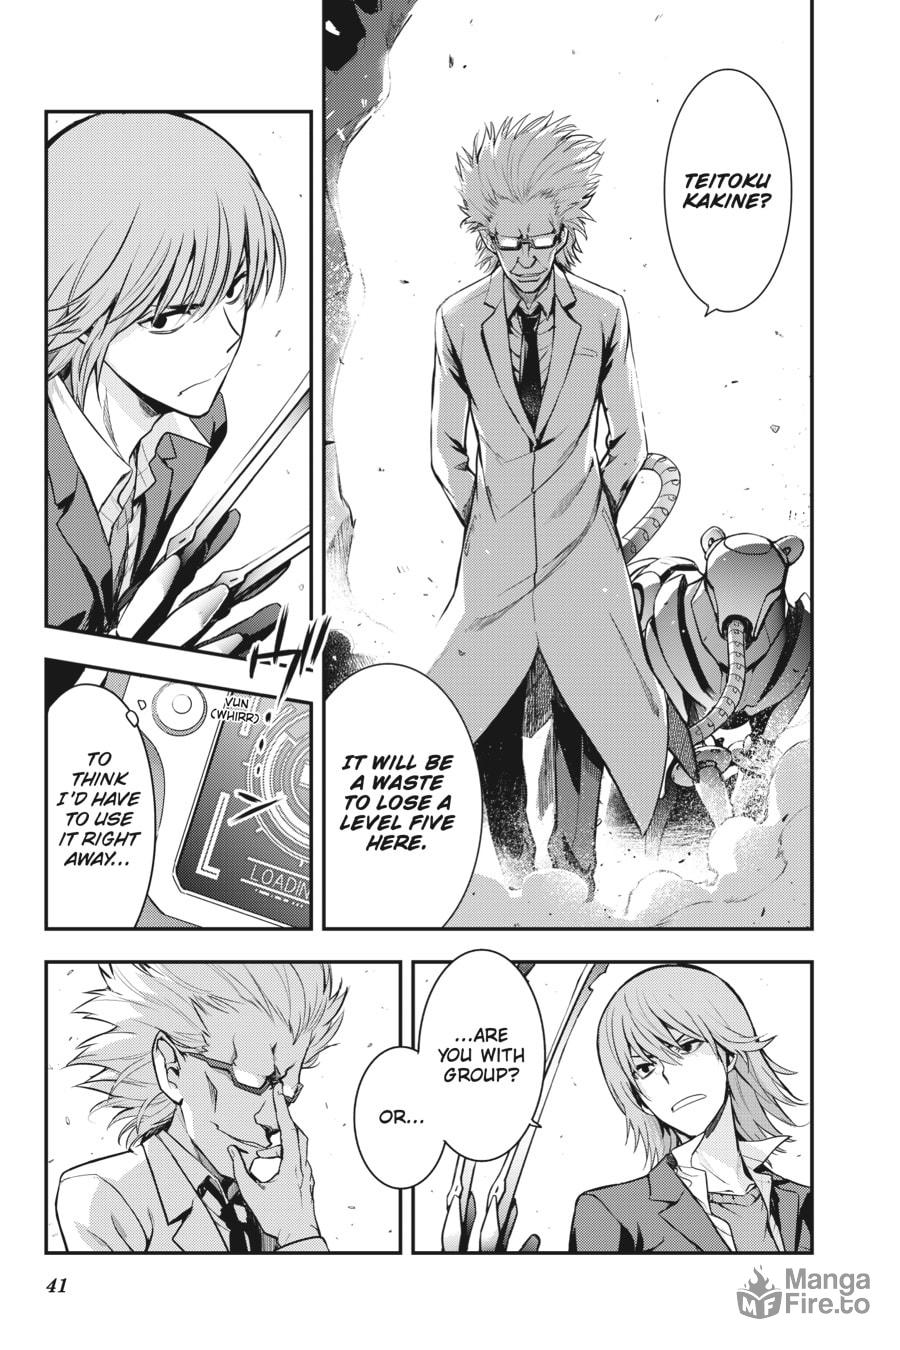 TEITOKU
KAKINE?
IT WILL BE
A WASTE
TO LOSE A
LEVEL FIVE
HERE.
VUN
(WHIRR)
TO
THINK
I'D HAVE
TO USE
IT RIGHT
AWAY...
LOADIN
...ARE
YOU WITH
GROUP?
OR...
41
Manga
Fire.to
MF